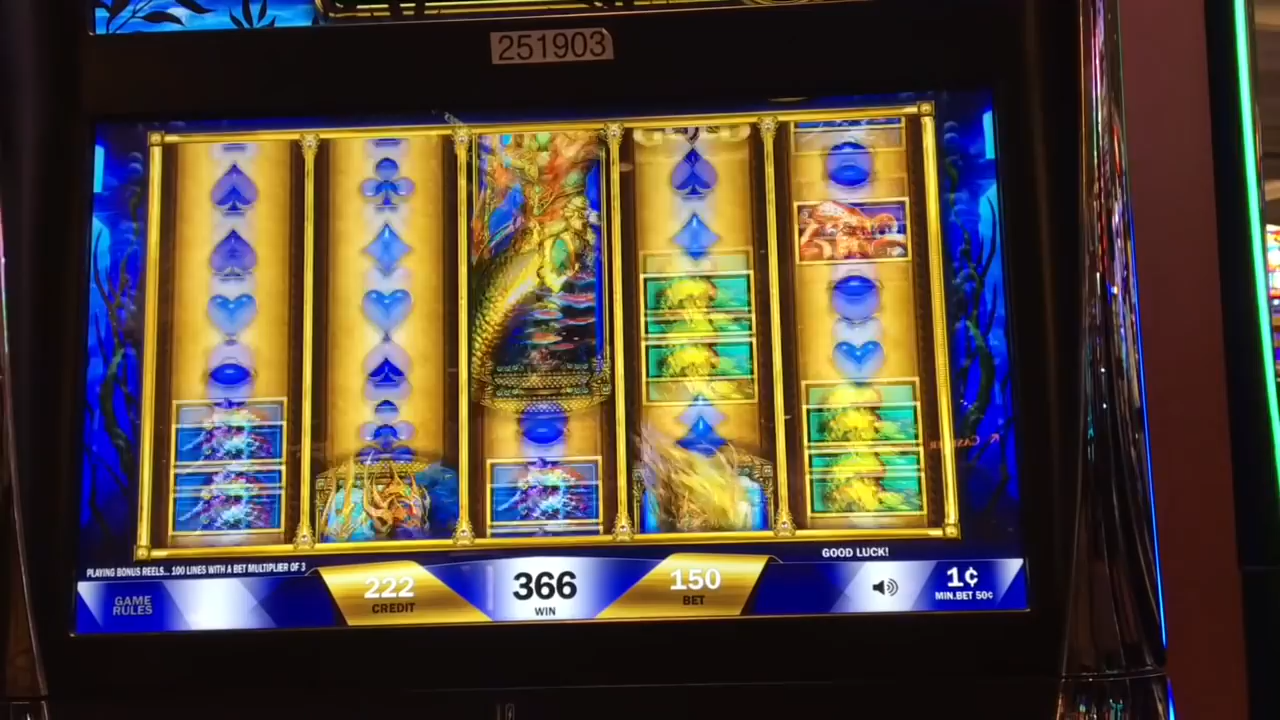 251903
GOOD LUCK!
PLAYING BONUS REELS... 100 LINES WITH A BET MULTIPLIER OF 3
GAME
RULES
222
CREDIT
366
WIN
150
BET
1¢
MIN.BET 50¢